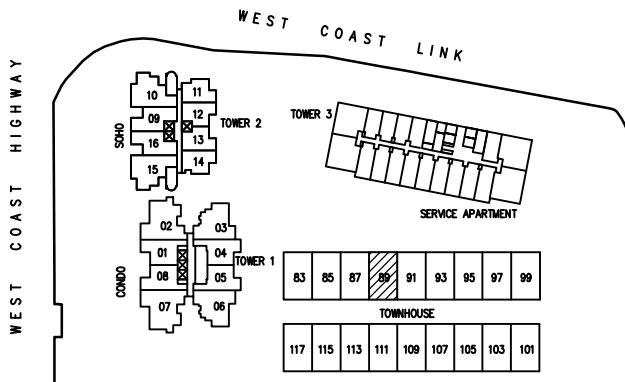 WEST COAST LINK
WEST COAST HIGHWAY
10 11
09 12
16 13
15 14
SOHO
TOWER 2
TOWER 3
SERVICE APARTMENT
02 03
01 04
08 05
07 06
CONDO
TOWER 1
83 85 87 89 91 93 95 97 99
TOWNHOUSE
117 115 113 111 109 107 105 103 101